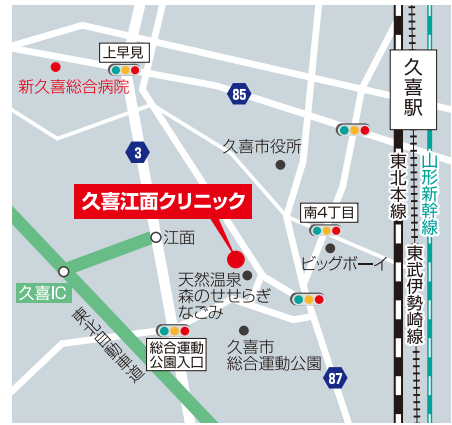 上早見
新久喜総合病院
85
久喜駅
3
久喜市役所
東北本線
山形新幹線
久喜江面クリニック
南4丁目
江面
ビッグボーイ
東武伊勢崎線
天然温泉
森のせせらぎ
なごみ
久喜IC
東北自動車道
総合運動
公園入口
久喜市
総合運動公園
87